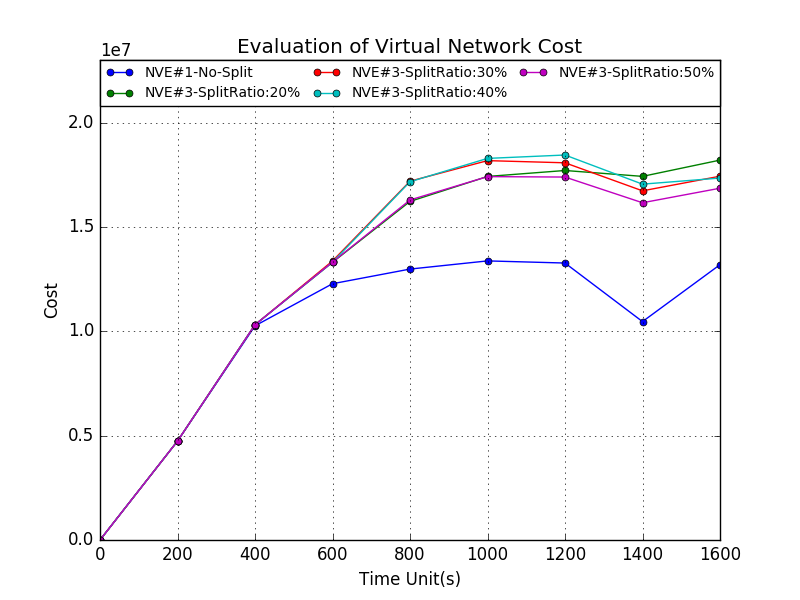 Evaluation of Virtual Network Cost
1e7
NVE#1-No-Split
NVE#3-SplitRatio:20%
NVE#3-SplitRatio:30%
NVE#3-SplitRatio:40%
NVE#3-SplitRatio:50%
2.0
1.5
1.0
0.5
0.0
Cost
0 200 400 600 800 1000 1200 1400 1600
Time Unit(s)